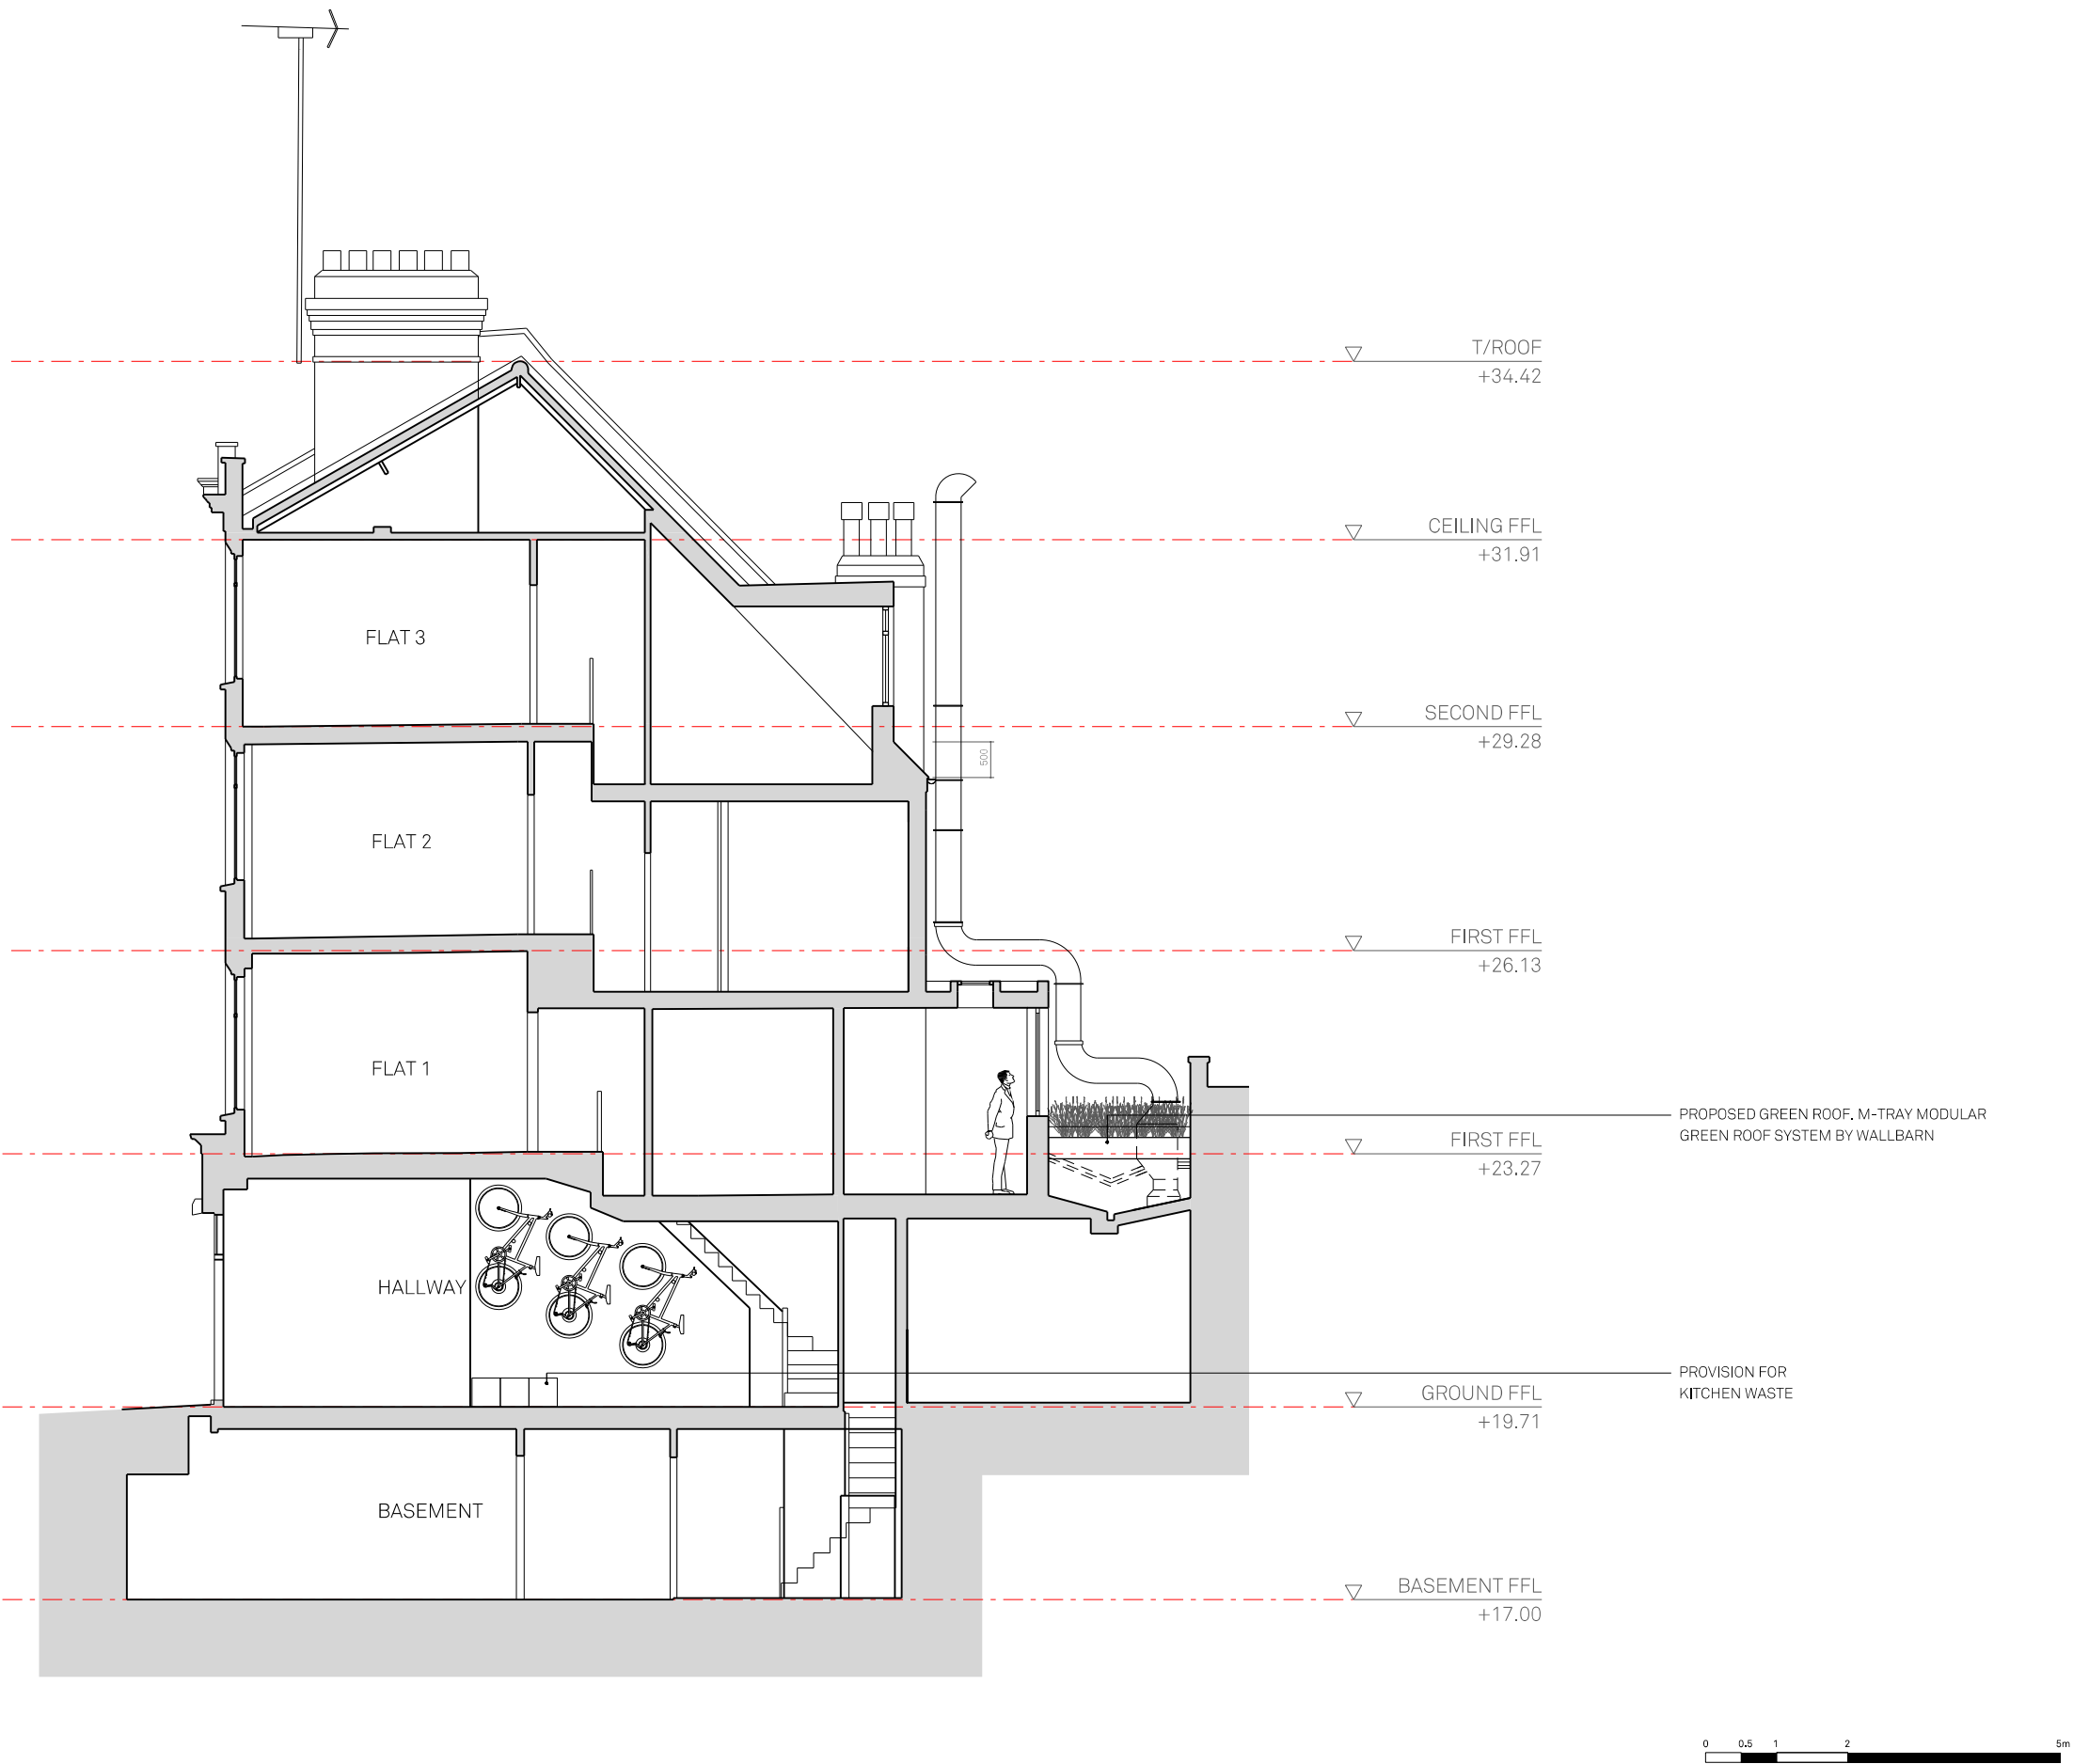 T/ROOF
+34.42
CEILING FFL
+31.91
FLAT 3
SECOND FFL
+29.28
500
FLAT 2
FIRST FFL
+26.13
FLAT 1
PROPOSED GREEN ROOF. M-TRAY MODULAR
GREEN ROOF SYSTEM BY WALLBARN
FIRST FFL
+23.27
HALLWAY
PROVISION FOR
KITCHEN WASTE
GROUND FFL
+19.71
BASEMENT
BASEMENT FFL
+17.00
0 0.5 1 2 5m